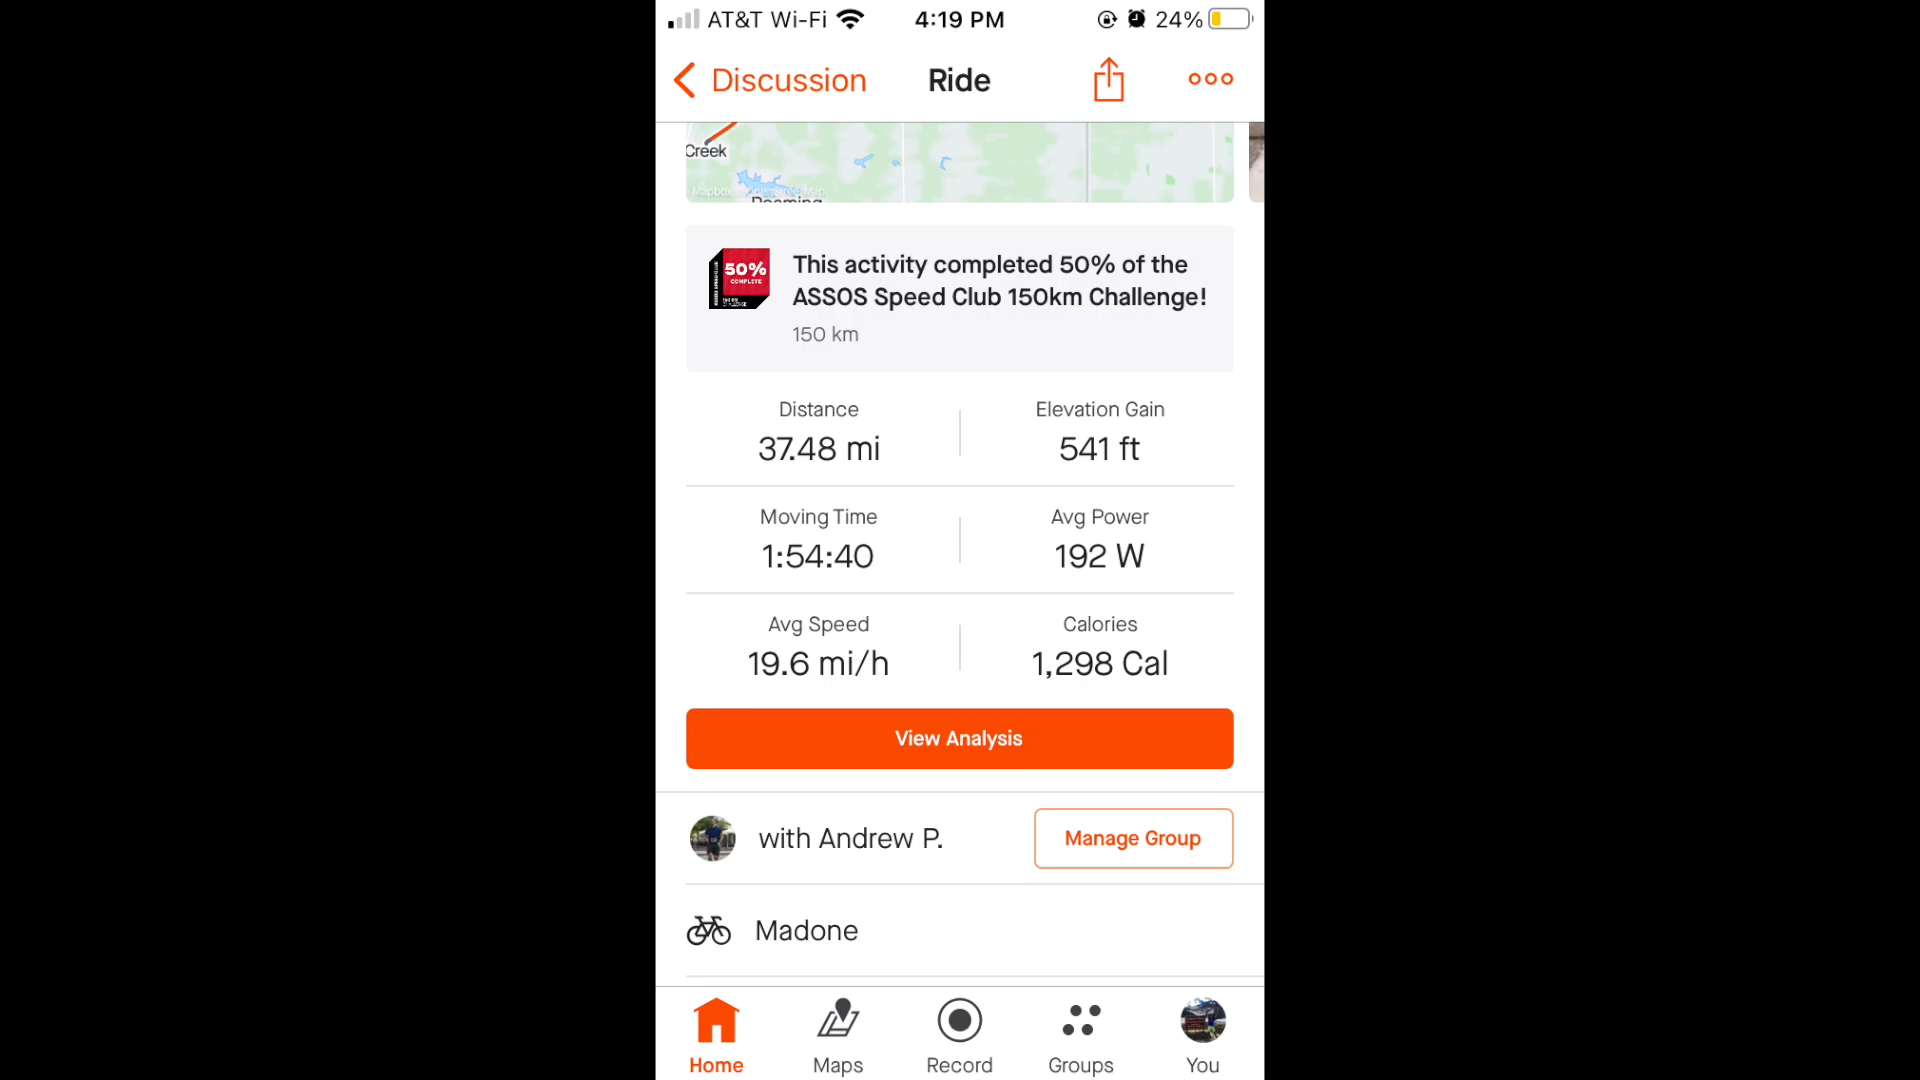 AT&T Wi-Fi 4:19 PM 24%
Discussion Ride
Creek
50%
COMPLETE
This activity completed 50% of the
ASSOS Speed Club 150km Challenge!
150 km
Distance Elevation Gain
37.48 mi 541 ft
Moving Time Avg Power
1:54:40 192 W
Avg Speed Calories
19.6 mi/h 1,298 Cal
View Analysis
with Andrew P. Manage Group
Madone
Home Maps Record Groups You